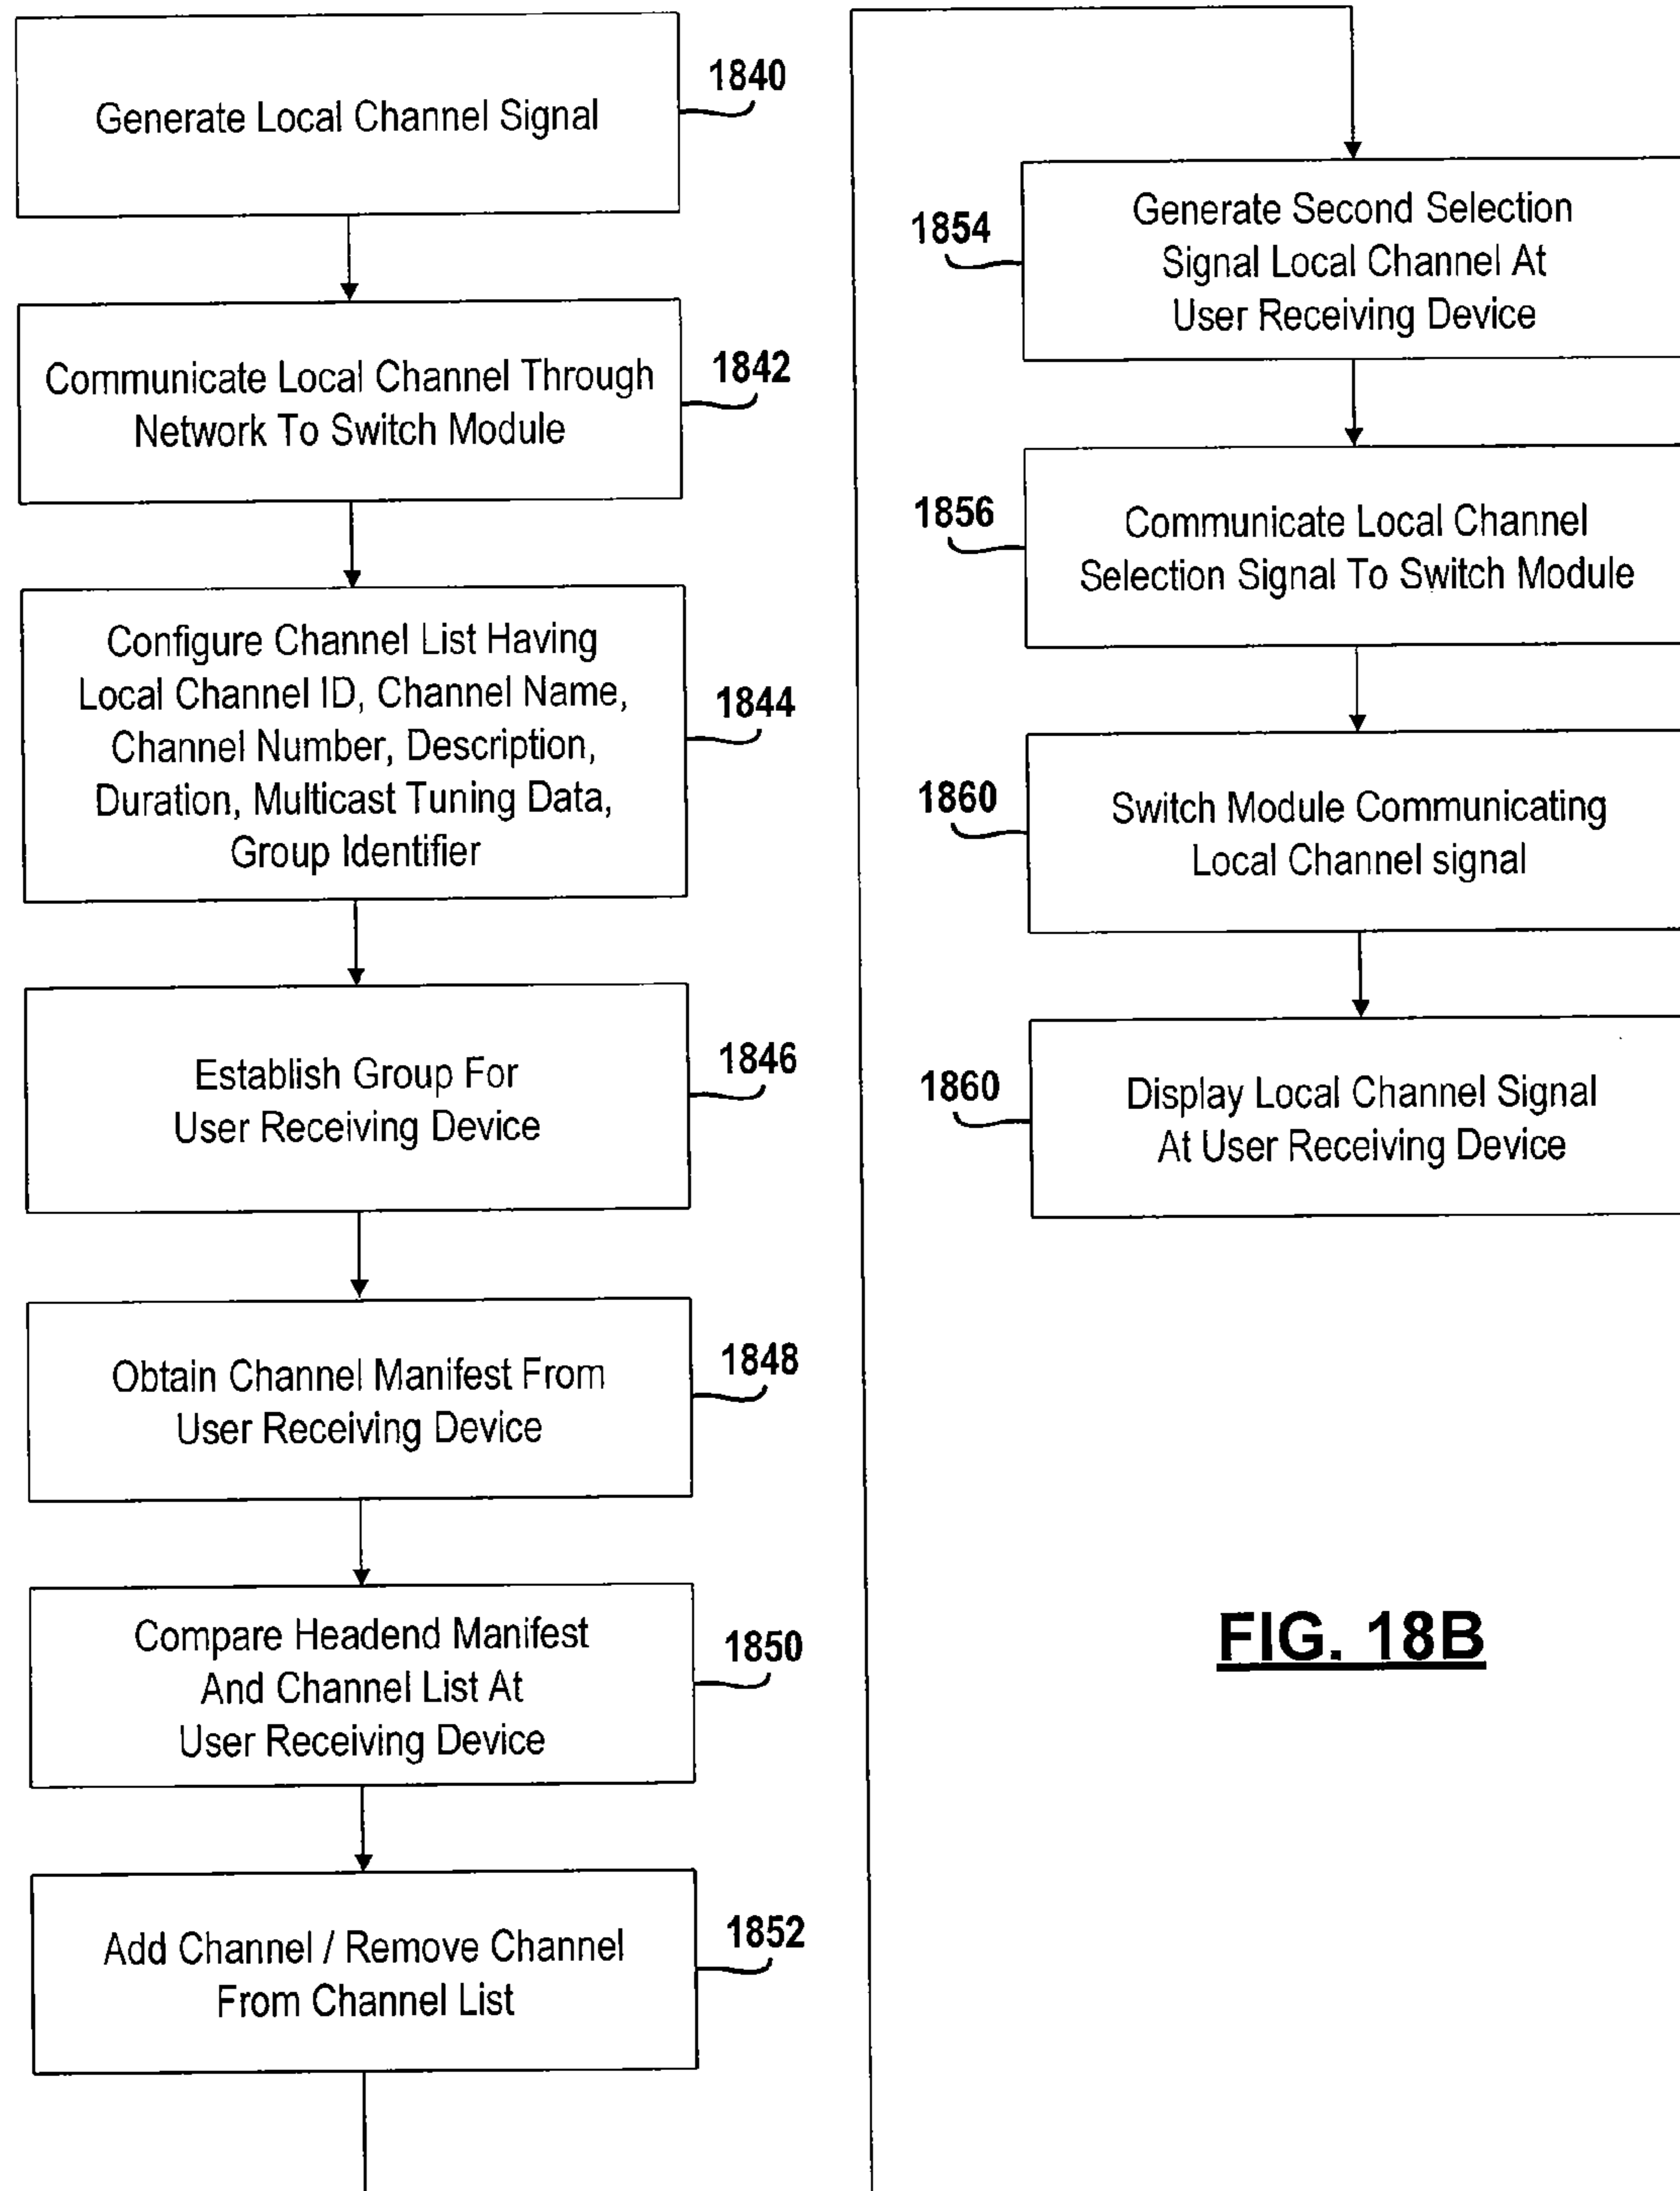 Generate Local Channel Signal
1840
Communicate Local Channel Through
Network To Switch Module
1842
Configure Channel List Having
Local Channel ID, Channel Name,
Channel Number, Description,
Duration, Multicast Tuning Data,
Group Identifier
1844
Establish Group For
User Receiving Device
1846
Obtain Channel Manifest From
User Receiving Device
1848
Compare Headend Manifest
And Channel List At
User Receiving Device
1850
Add Channel / Remove Channel
From Channel List
1852
1854
Generate Second Selection
Signal Local Channel At
User Receiving Device
1856
Communicate Local Channel
Selection Signal To Switch Module
1860
Switch Module Communicating
Local Channel signal
1860
Display Local Channel Signal
At User Receiving Device
FIG. 18B